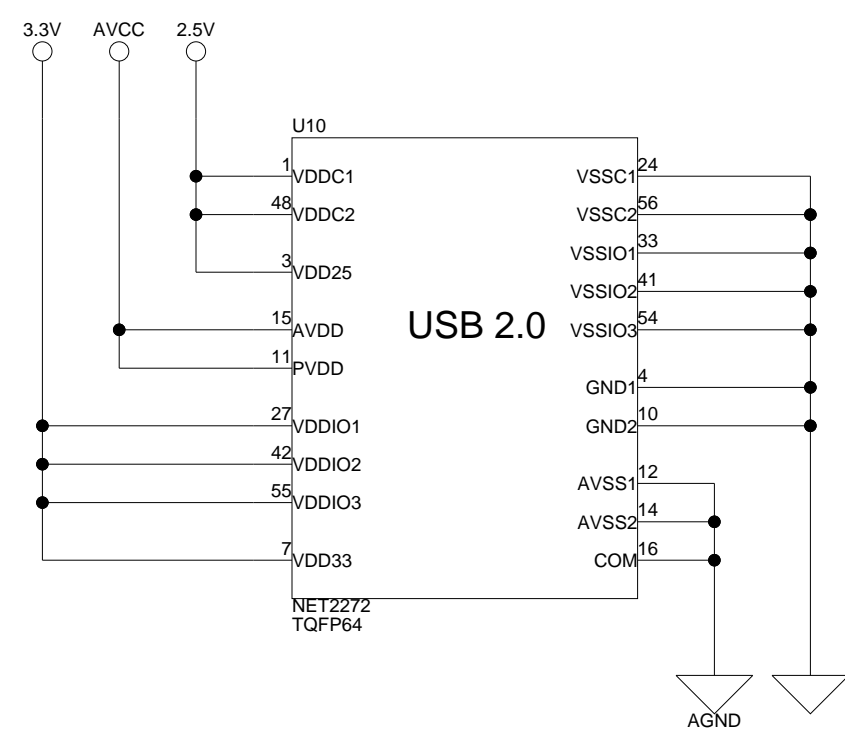 3.3V AVCC 2.5V
U10
1 VDDC1 VSSC1 24
48 VDDC2 VSSC2 56
VSSIO1 33
3 VDD25
VSSIO2 41
15 AVDD USB 2.0 VSSIO3 54
11 PVDD
GND1 4
27 VDDIO1 GND2 10
42 VDDIO2
AVSS1 12
55 VDDIO3
AVSS2 14
7 VDD33 COM 16
NET2272
TQFP64
AGND